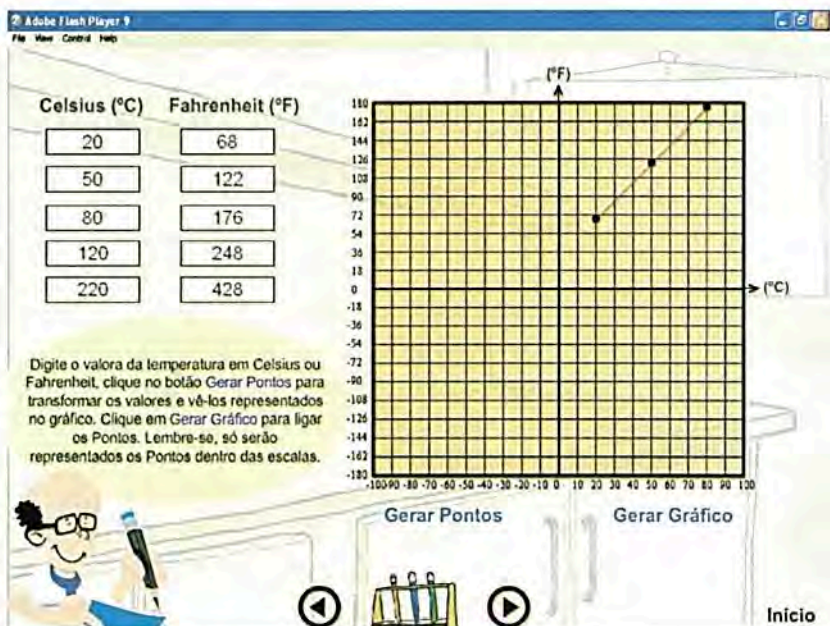 Adobe Flash Player 9
File View Control Help
Celsius (ºC) Fahrenheit (ºF)
20 68
50 122
80 176
120 248
220 428
Digite o valora da temperatura em Celsius ou
Fahrenheit, clique no botão Gerar Pontos para
transformar os valores e vê-los representados
no gráfico. Clique em Gerar Gráfico para ligar
os Pontos. Lembre-se, só serão
representados os Pontos dentro das escalas.
(ºF)
180
162
144
126
108
90
72
54
36
18
0
-18
-36
-54
-72
-90
-108
-126
-144
-162
-180
(ºC)
-100 -90 -80 -70 -60 -50 -40 -30 -20 -10 0 10 20 30 40 50 60 70 80 90 100
Gerar Pontos Gerar Gráfico
Início